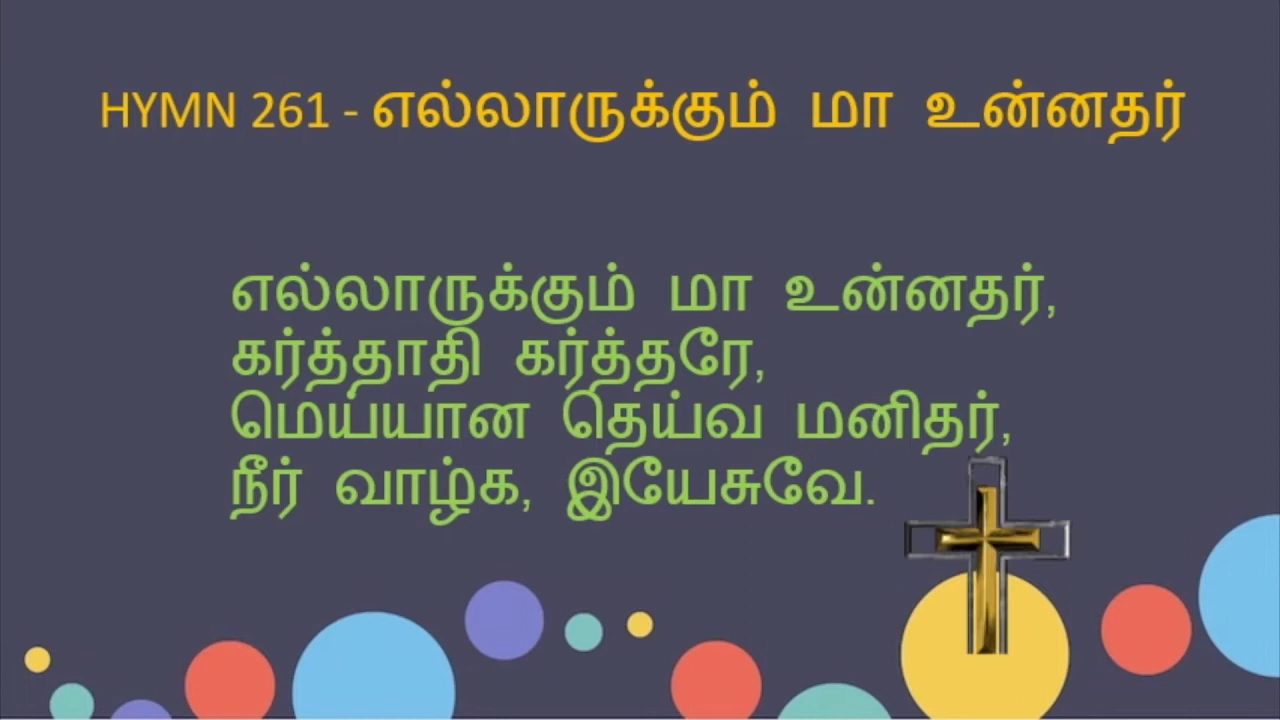 HYMN 261 - எல்லாருக்கும் மா உன்னதர்
எல்லாருக்கும் மா உன்னதர்,
கர்த்தாதி கர்த்தரே,
மெய்யான தெய்வ மனிதர்,
நீர் வாழ்க, இயேசுவே.